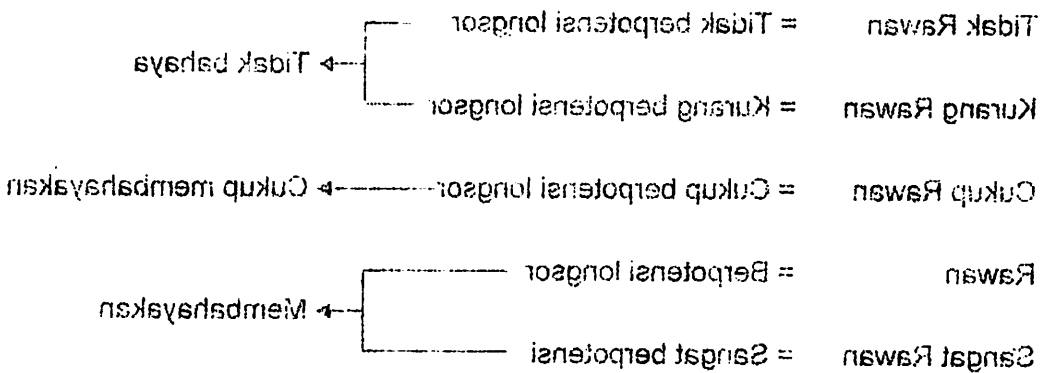 Tidak Rawan = Tidak berpotensi longsor
Tidak bahaya
Kurang Rawan = Kurang berpotensi longsor
Cukup Rawan = Cukup berpotensi longsor Cukup membahayakan
Rawan = Berpotensi longsor
Membahayakan
Sangat Rawan = Sangat berpotensi